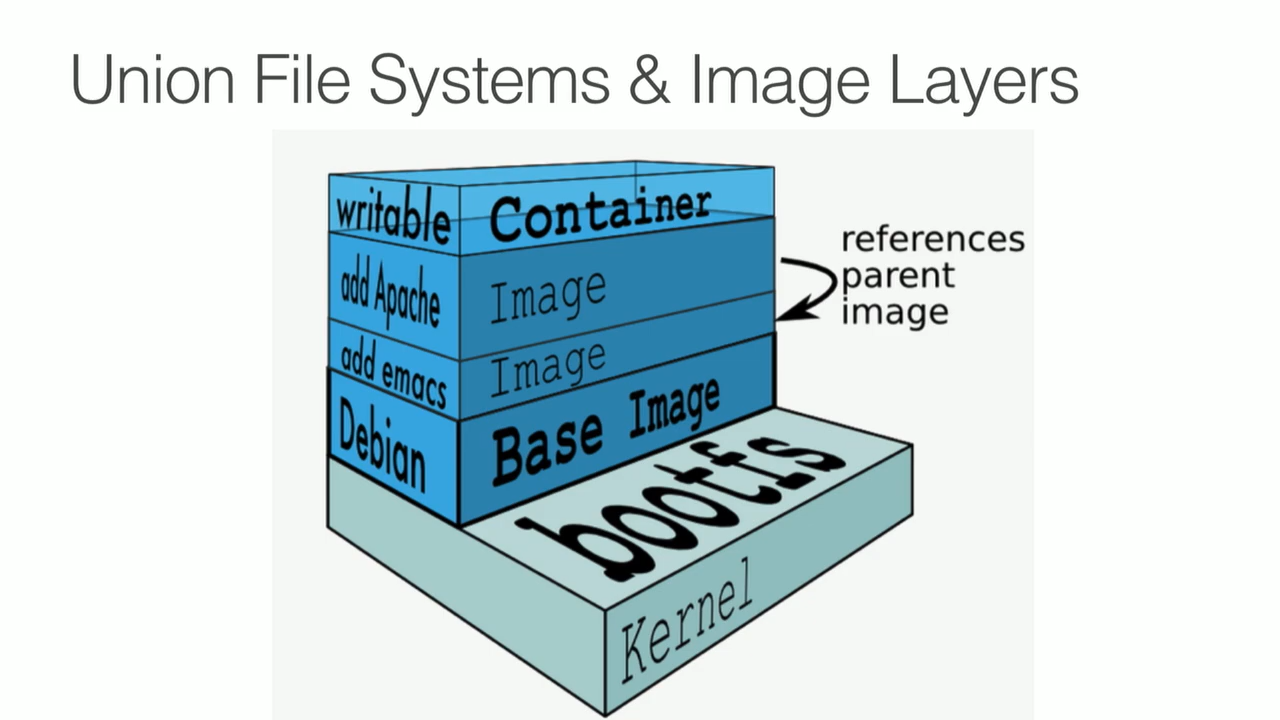 Union File Systems & Image Layers
writable Container
add Apache Image
add emacs Image
Debian Base Image
references
parent
image
bootfs
Kernel